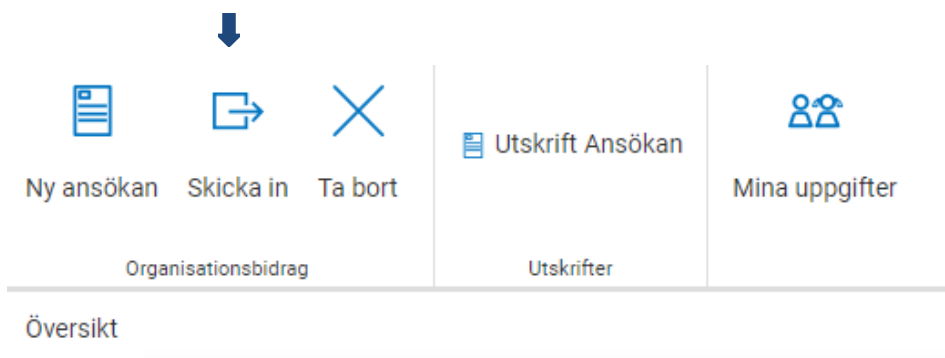 Ny ansökan
Skicka in
Ta bort
Organisationsbidrag
Utskrift Ansökan
Utskrifter
Mina uppgifter
Översikt